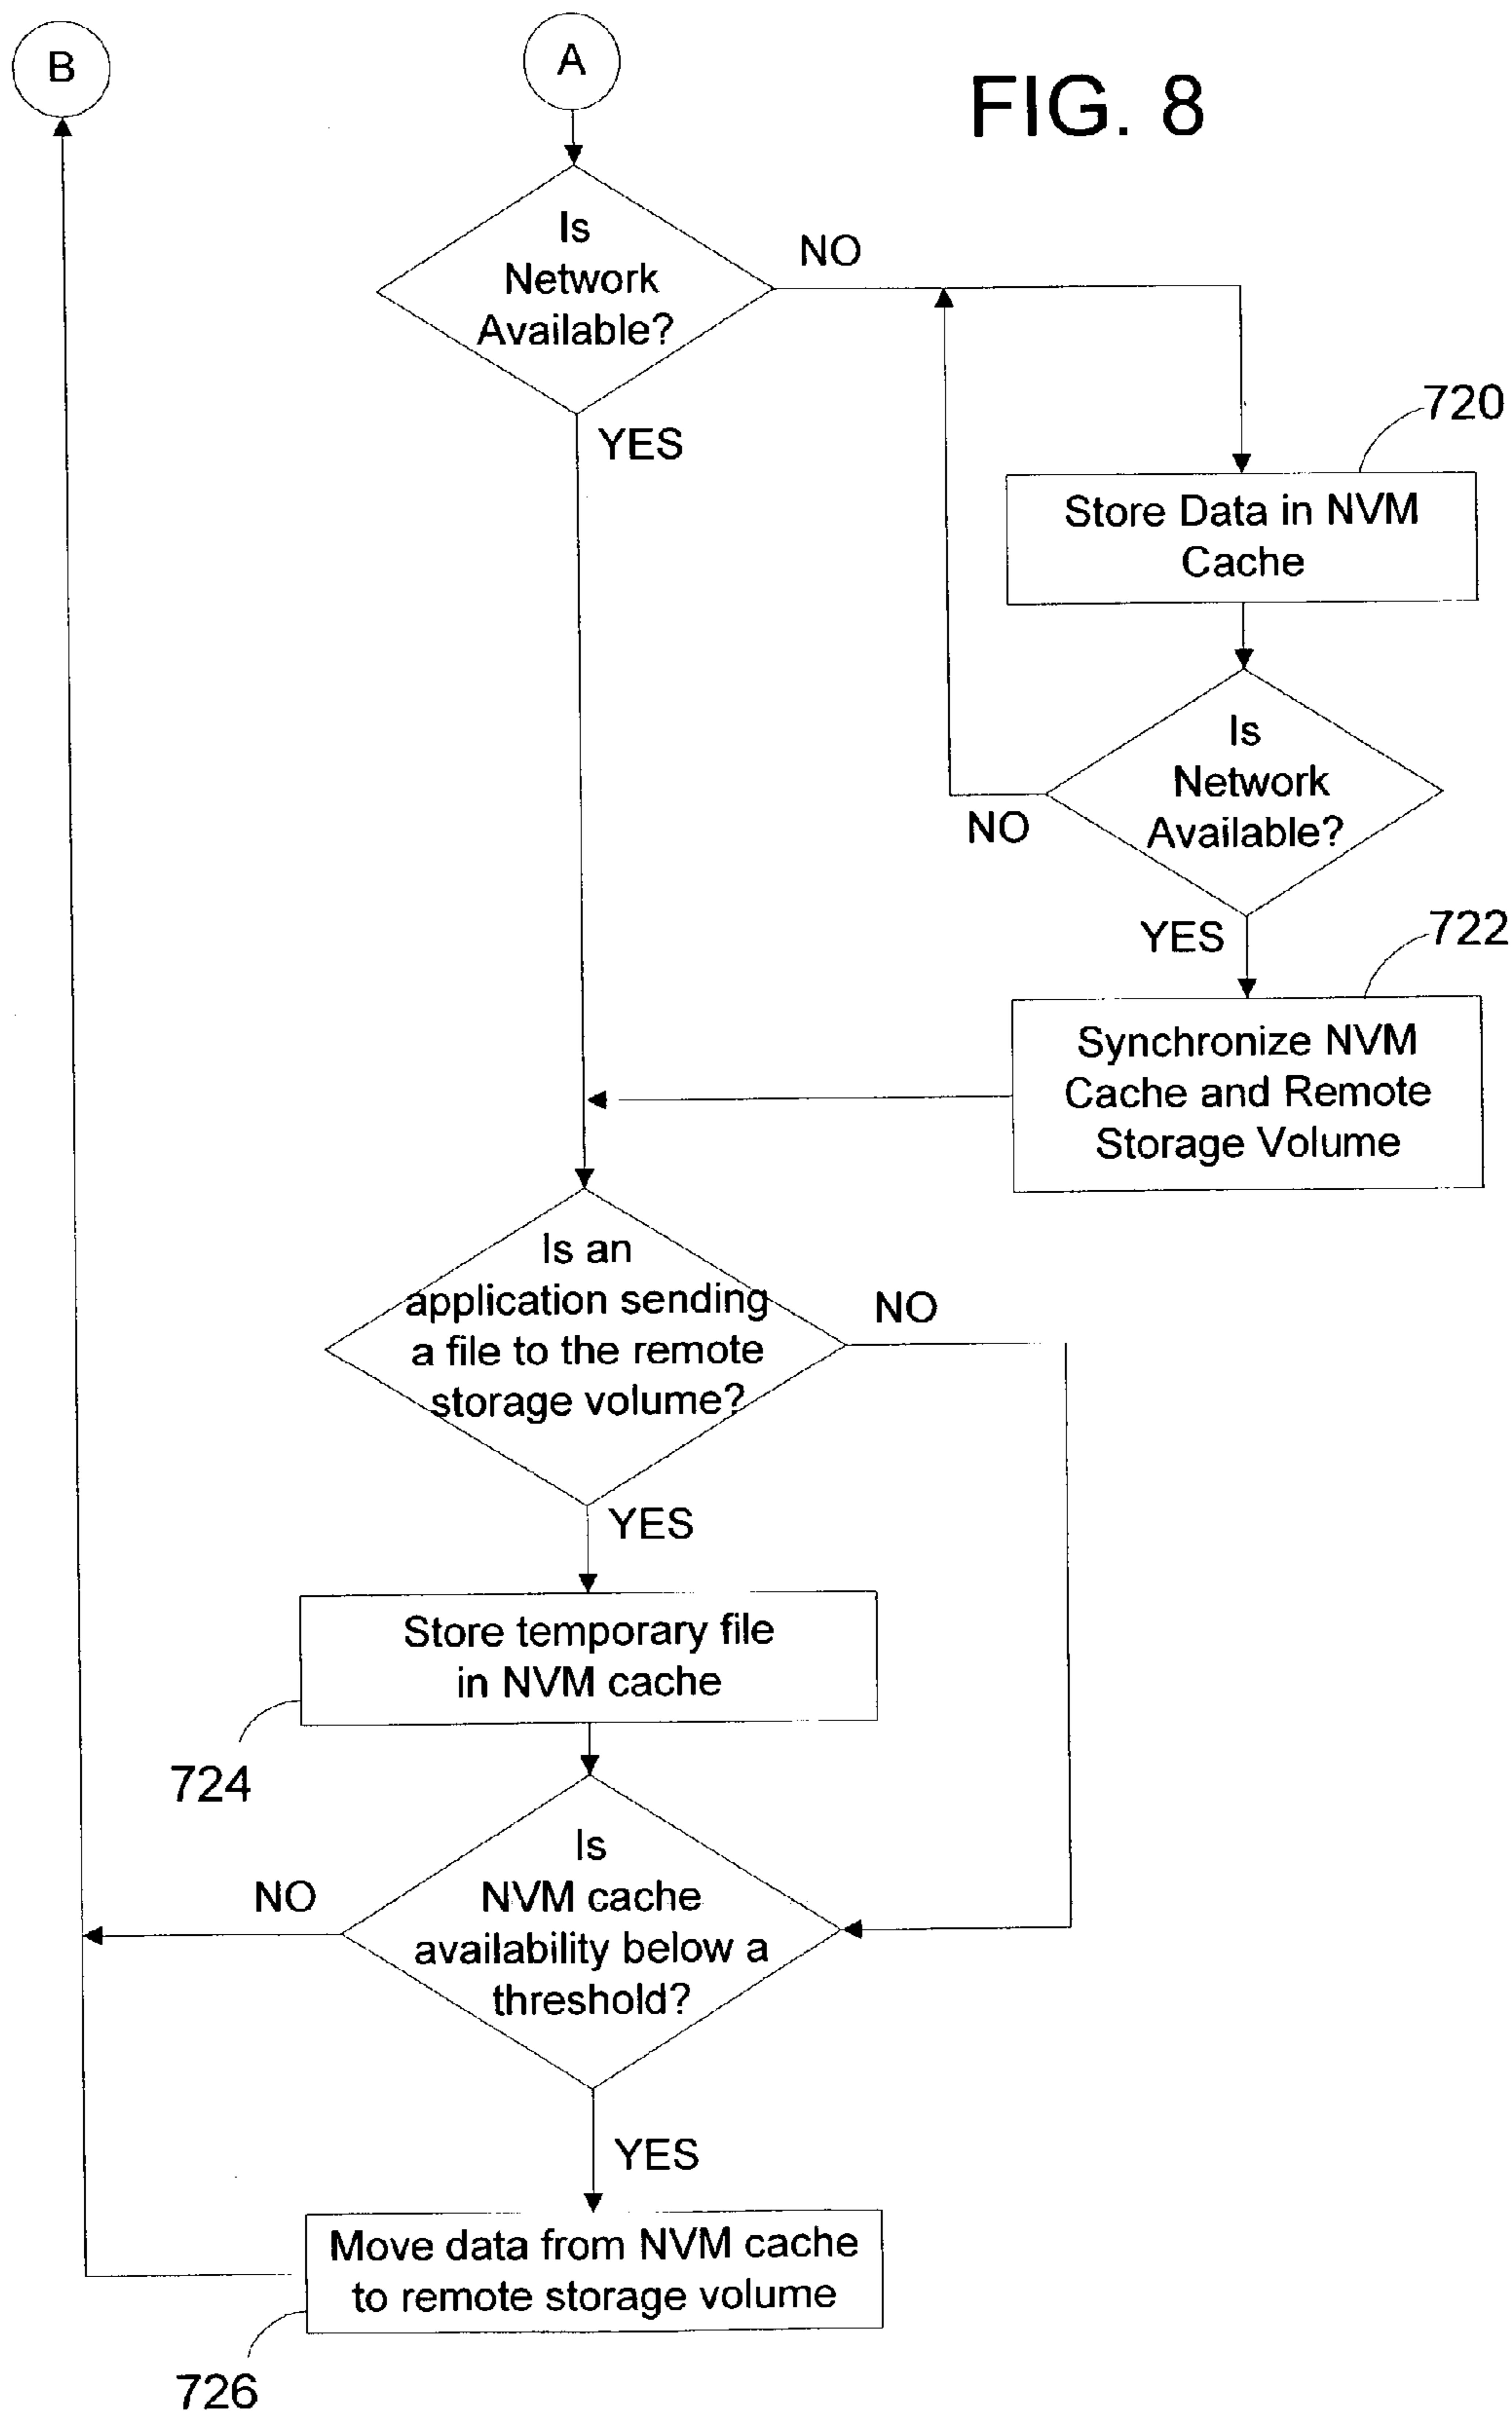 B
A
FIG. 8
Is
Network
Available?
NO
YES
720
Store Data in NVM
Cache
Is
Network
Available?
NO
YES
722
Synchronize NVM
Cache and Remote
Storage Volume
Is an
application sending
a file to the remote
storage volume?
NO
YES
Store temporary file
in NVM cache
724
Is
NVM cache
availability below a
threshold?
NO
YES
Move data from NVM cache
to remote storage volume
726